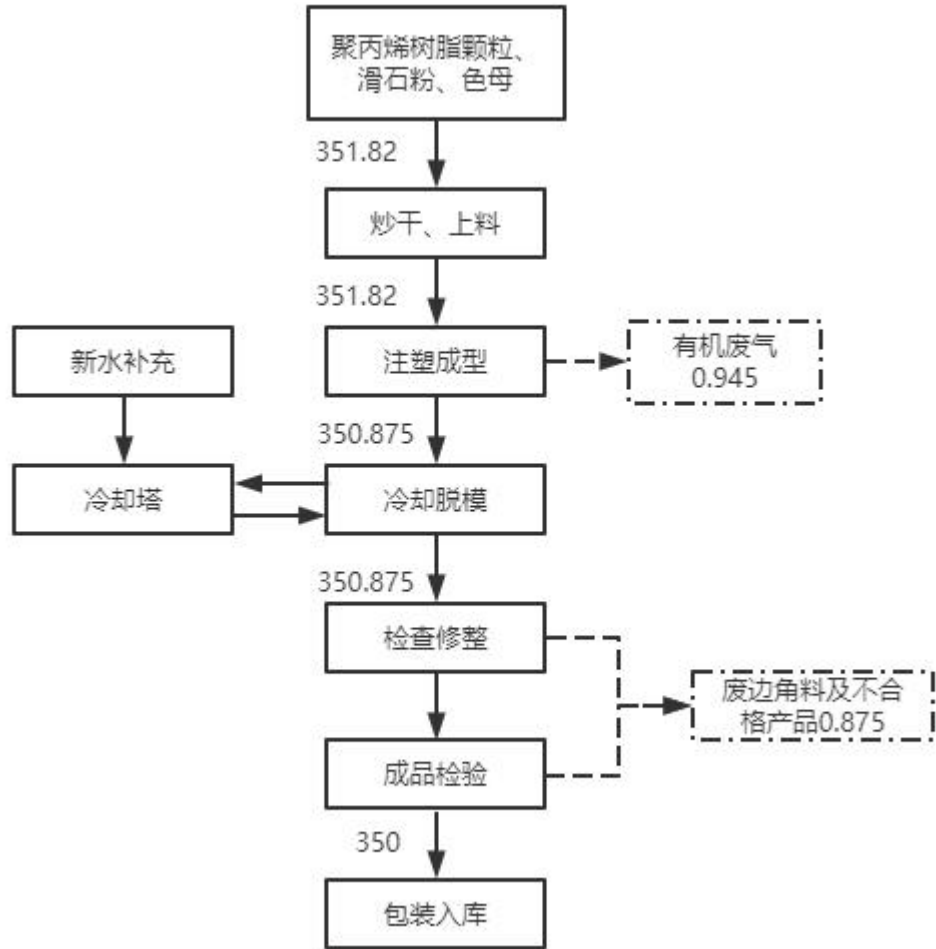 聚丙烯树脂颗粒、
滑石粉、色母
351.82
炒干、上料
351.82
注塑成型
有机废气
0.945
新水补充
350.875
冷却塔
冷却脱模
350.875
检查修整
废边角料及不合
格产品0.875
成品检验
350
包装入库